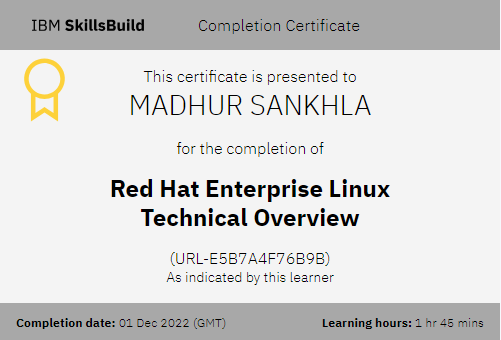 IBM SkillsBuild Completion Certificate
This certificate is presented to
MADHUR SANKHLA
for the completion of
Red Hat Enterprise Linux
Technical Overview
(URL-E5B7A4F76B9B)
As indicated by this learner
Completion date: 01 Dec 2022 (GMT) Learning hours: 1 hr 45 mins